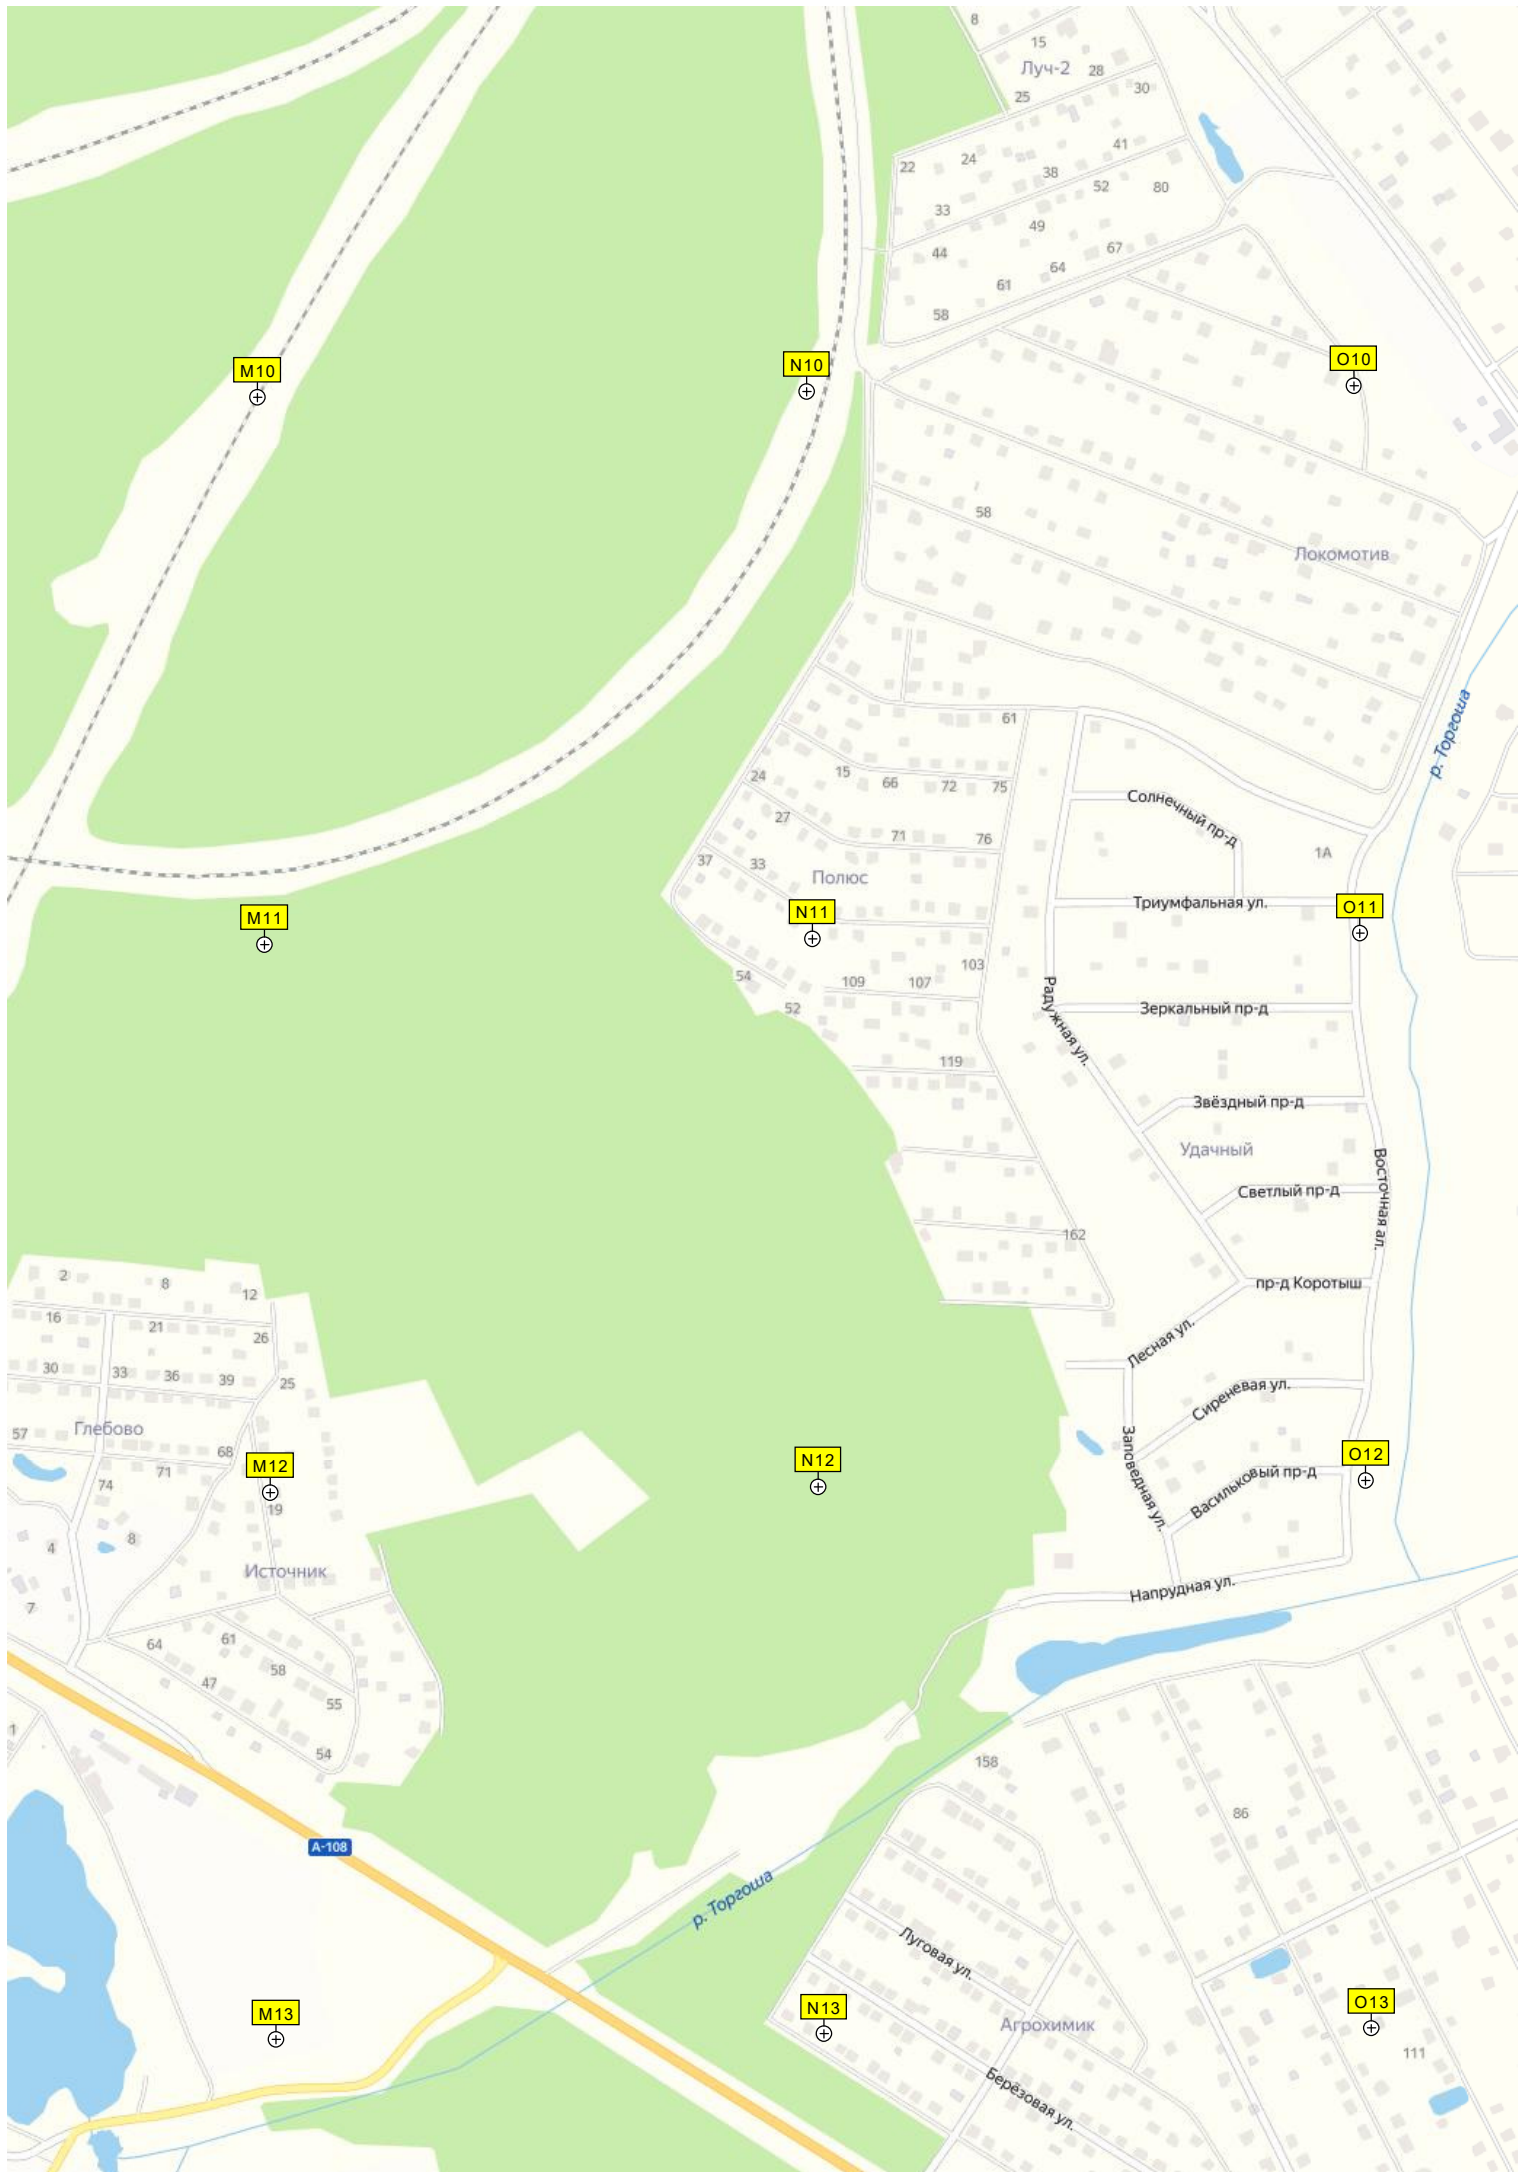 8
15
Луч-2
28
25
30
41
22
24
38
52
80
33
49
44
67
64
61
58
M10
N10
O10
58
Локомотив
р. Торгоша
61
24
15
66
72
75
Солнечный пр-д
27
71
76
1А
37
33
Полюс
Триумфальная ул.
M11
N11
O11
54
103
109
107
52
Радужная ул.
Зеркальный пр-д
119
Звёздный пр-д
Удачный
Восточная ал.
Светлый пр-д
162
2
8
12
пр-д Коротыш
16
21
26
Лесная ул.
30
33
36
39
25
Сиреневая ул.
57
Глебово
68
M12
N12
O12
71
74
Заповедная ул.
Васильковый пр-д
19
8
4
Источник
7
Напрудная ул.
64
61
58
47
55
1
54
158
86
А-108
р. Торгоша
Луговая ул.
M13
N13
O13
Агрохимик
111
Берёзовая ул.